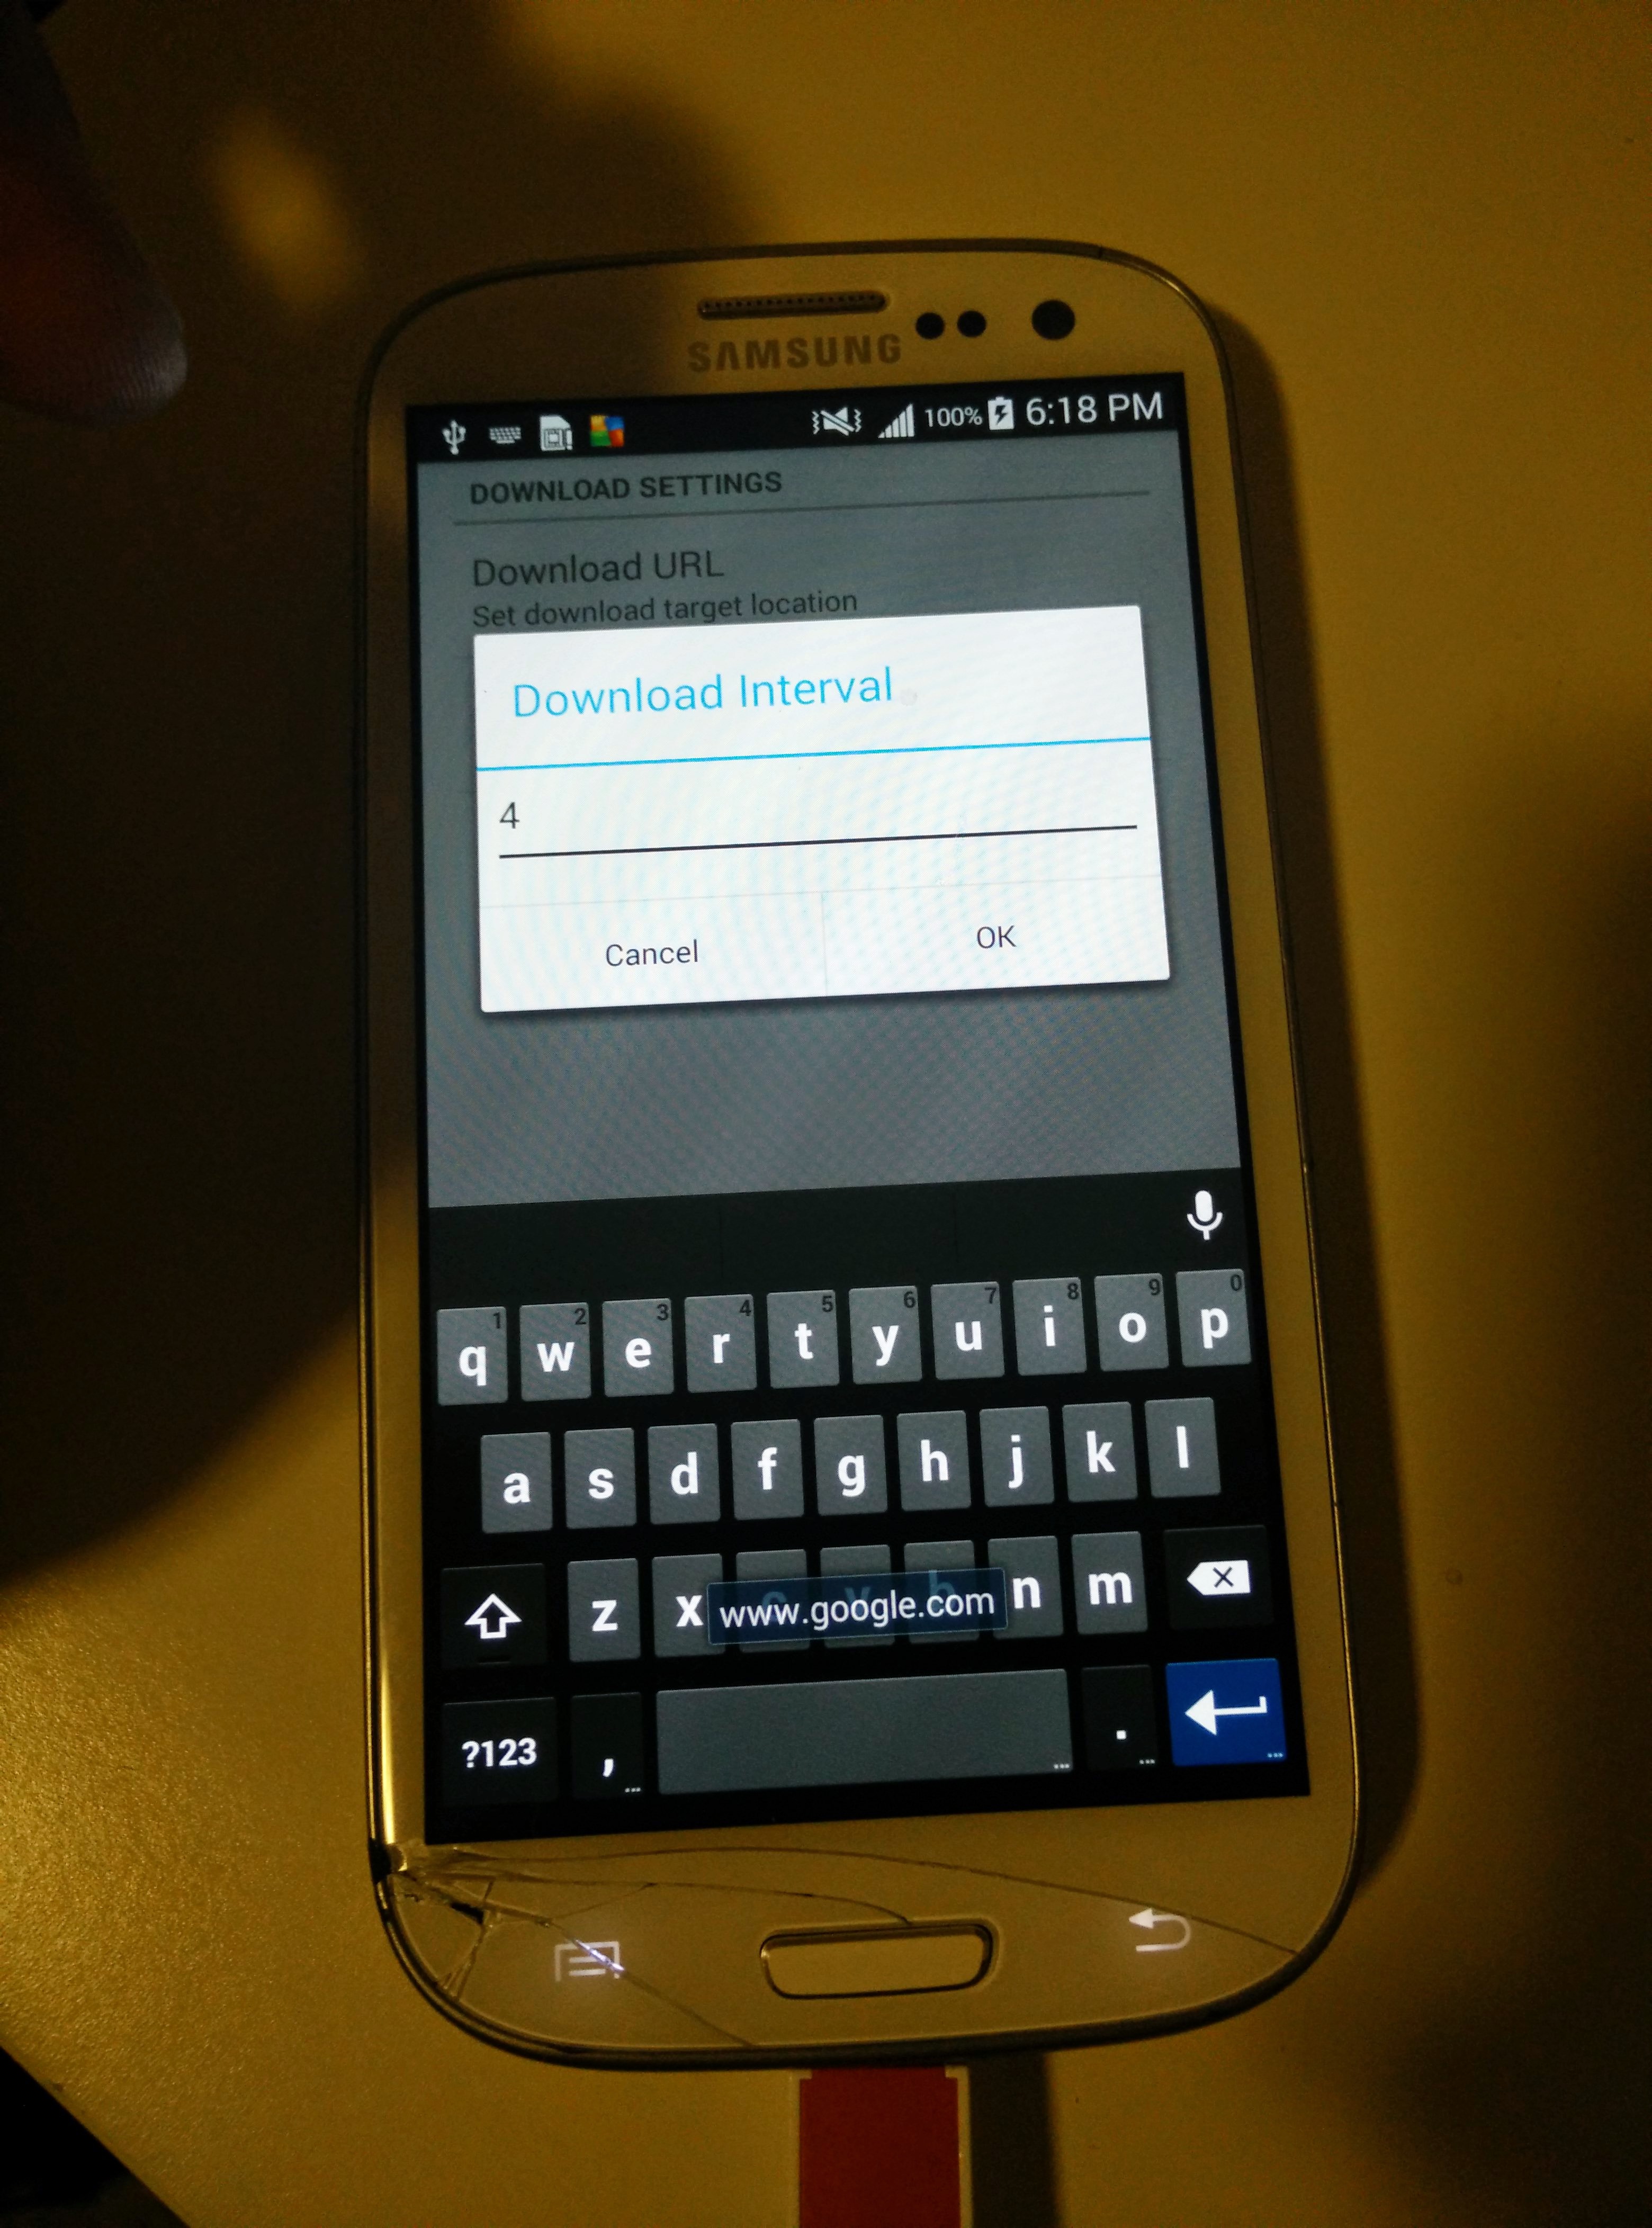 SAMSUNG
100% 6:18 PM
DOWNLOAD SETTINGS
Download URL
Set download target location
Download Interval
4
Cancel OK
1 2 3 4 5 6 7 8 9 0
q w e r t y u i o p
a s d f g h j k l
z x c v b n m
www.google.com
?123 , .